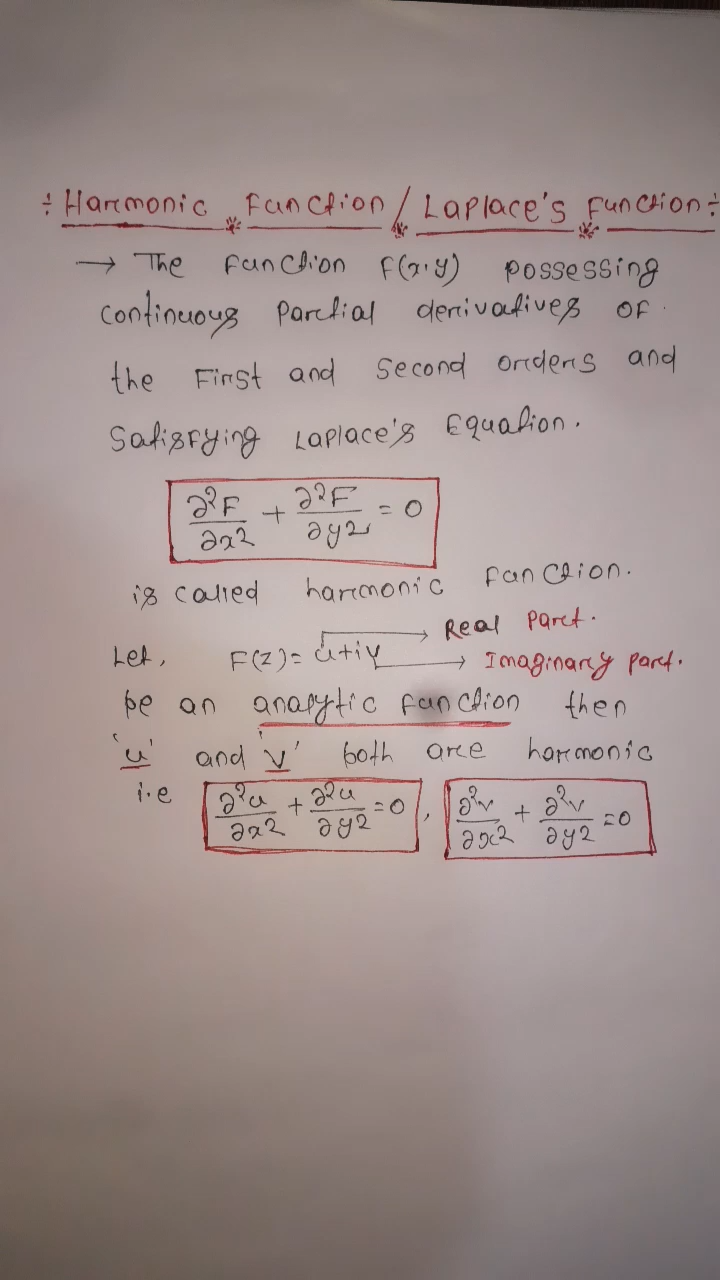 ÷ Harmonic Function / Laplace's Function ÷
→ The Function F(x,y) possessing
continuous Partial derivatives OF
the First and Second orders and
Satisfying Laplace's Equation.
∂²F/∂x² + ∂²F/∂y² = 0
is called harmonic function.
Let, F(z)= u+iv → Real part.
→ Imaginary part.
be an analytic function then
'u' and 'v' both are harmonic
i.e ∂²u/∂x² + ∂²u/∂y² = 0 , ∂²v/∂x² + ∂²v/∂y² = 0